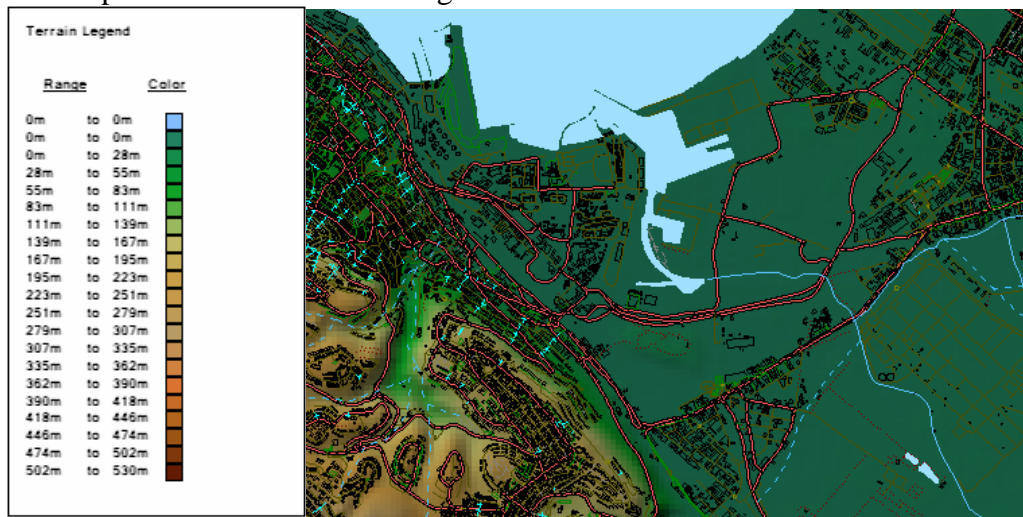 Terrain Legend
Range Color
0m to 0m
0m to 0m
0m to 28m
28m to 55m
55m to 83m
83m to 111m
111m to 139m
139m to 167m
167m to 195m
195m to 223m
223m to 251m
251m to 279m
279m to 307m
307m to 335m
335m to 362m
362m to 390m
390m to 418m
418m to 446m
446m to 474m
474m to 502m
502m to 530m